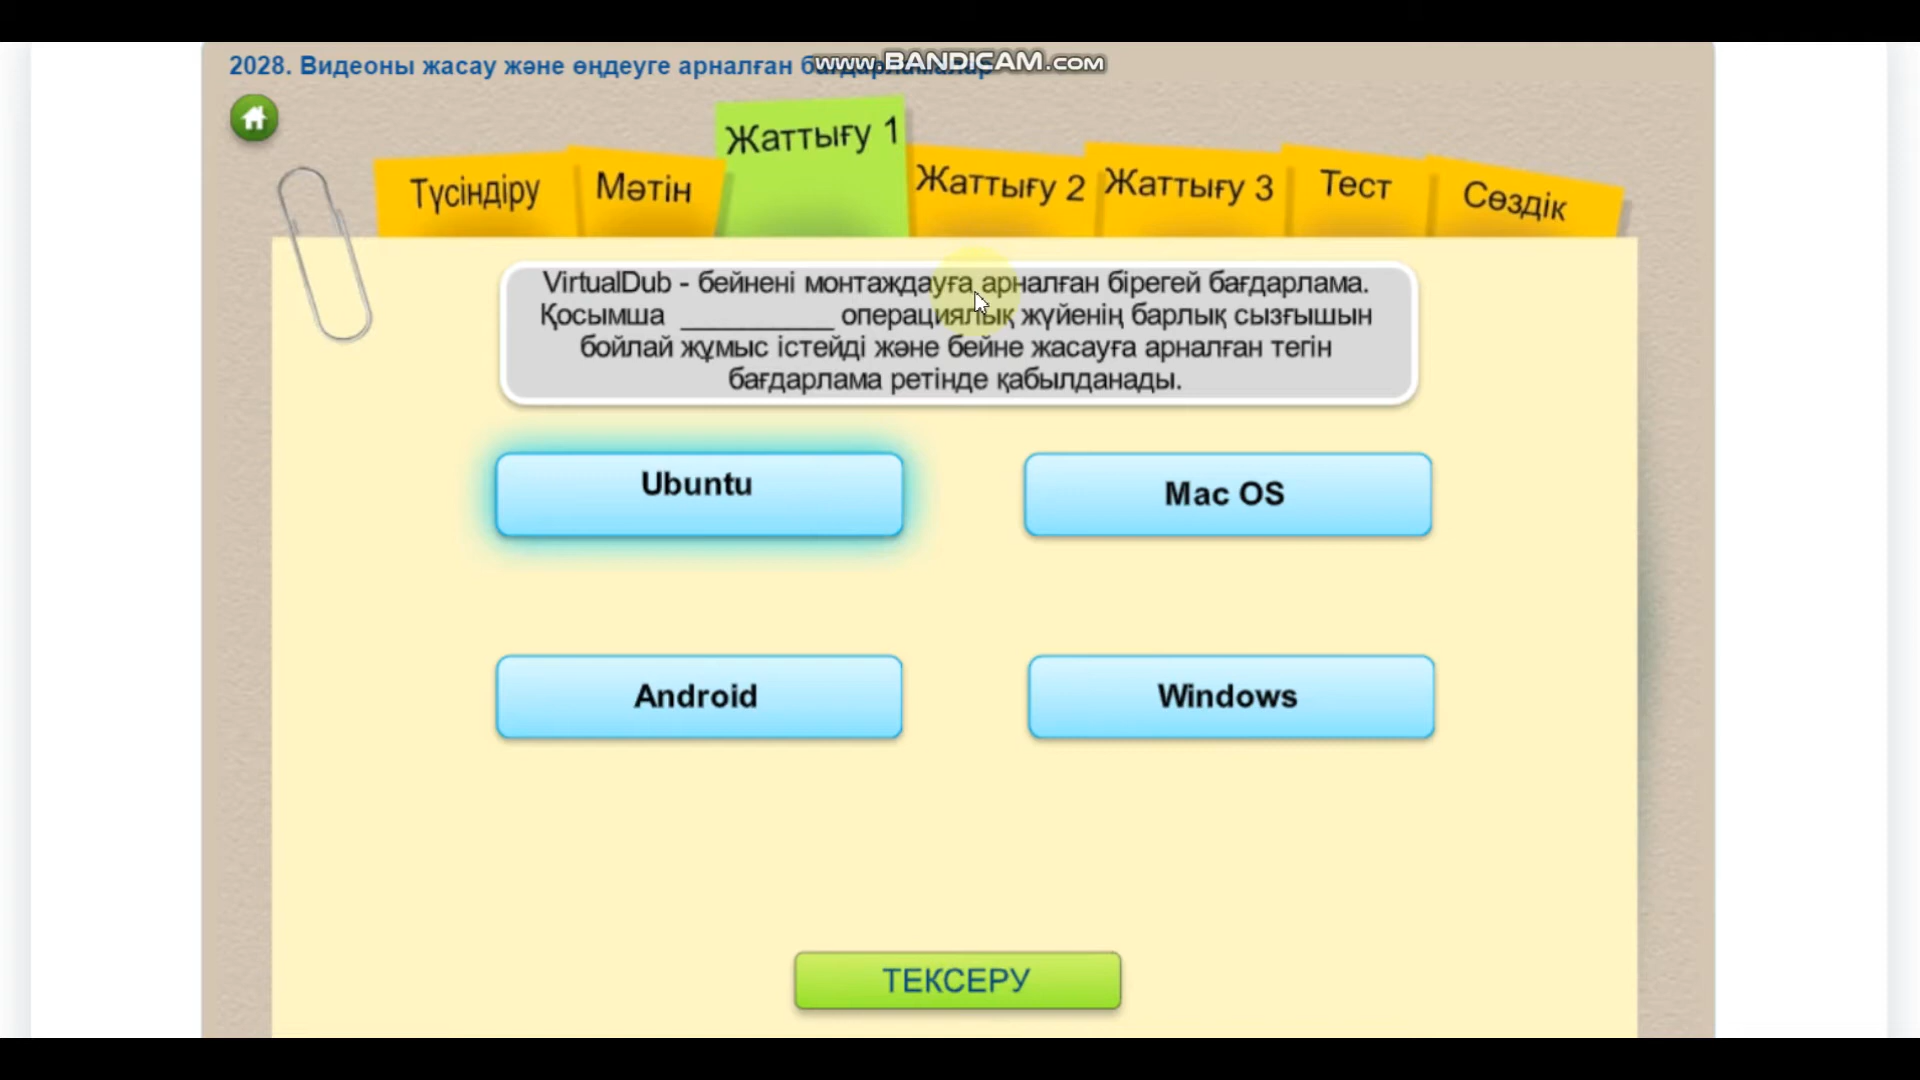 2028. Видеоны жасау және өңдеуге арналған бағдарламалар
www.BANDICAM.com
Түсіндіру
Мәтін
Жаттығу 1
Жаттығу 2
Жаттығу 3
Тест
Сөздік
VirtualDub - бейнені монтаждауға арналған бірегей бағдарлама.
Қосымша __________ операциялық жүйенің барлық сызғышын
бойлай жұмыс істейді және бейне жасауға арналған тегін
бағдарлама ретінде қабылданады.
Ubuntu
Mac OS
Android
Windows
ТЕКСЕРУ